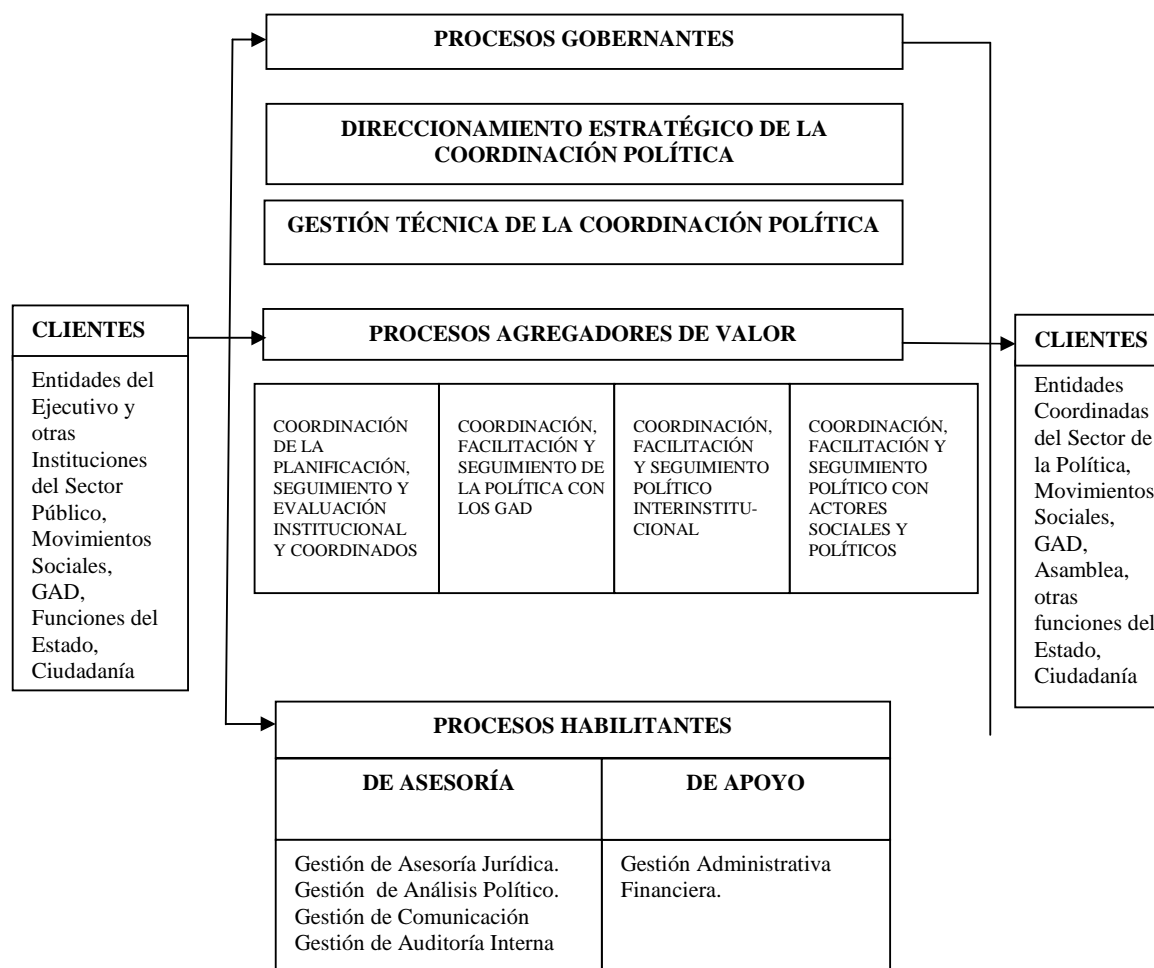 PROCESOS GOBERNANTES
DIRECCIONAMIENTO ESTRATÉGICO DE LA
COORDINACIÓN POLÍTICA
GESTIÓN TÉCNICA DE LA COORDINACIÓN POLÍTICA
CLIENTES
Entidades del
Ejecutivo y
otras
Instituciones
del Sector
Público,
Movimientos
Sociales,
GAD,
Funciones del
Estado,
Ciudadanía
PROCESOS AGREGADORES DE VALOR
COORDINACIÓN
DE LA
PLANIFICACIÓN,
SEGUIMIENTO Y
EVALUACIÓN
INSTITUCIONAL
Y COORDINADOS
COORDINACIÓN,
FACILITACIÓN Y
SEGUIMIENTO DE
LA POLÍTICA CON
LOS GAD
COORDINACIÓN,
FACILITACIÓN
Y SEGUIMIENTO
POLÍTICO
INTERINSTITU-
CIONAL
COORDINACIÓN,
FACILITACIÓN Y
SEGUIMIENTO
POLÍTICO CON
ACTORES
SOCIALES Y
POLÍTICOS
CLIENTES
Entidades
Coordinadas
del Sector de
la Política,
Movimientos
Sociales,
GAD,
Asamblea,
otras
funciones del
Estado,
Ciudadanía
PROCESOS HABILITANTES
DE ASESORÍA
Gestión de Asesoría Jurídica.
Gestión de Análisis Político.
Gestión de Comunicación
Gestión de Auditoría Interna
DE APOYO
Gestión Administrativa
Financiera.